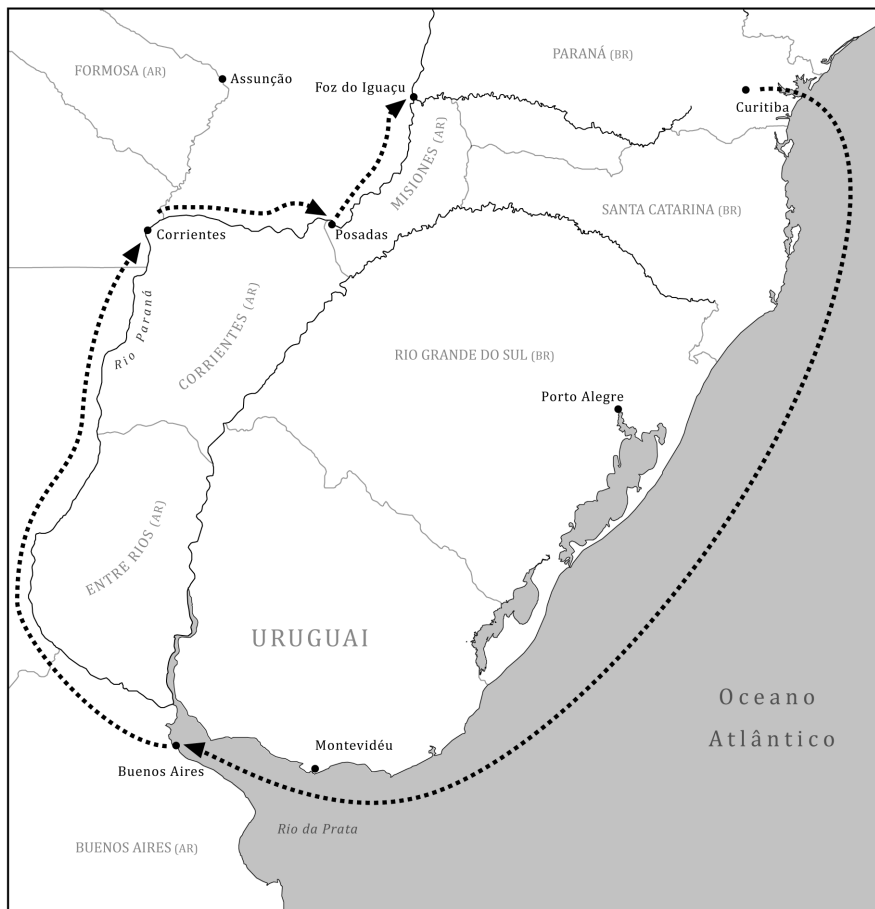 PARANÁ (BR)
FORMOSA (AR)
Assunção
Foz do Iguaçu
Curitiba
MISIONES (AR)
SANTA CATARINA (BR)
Corrientes
Posadas
Rio Paraná
CORRIENTES (AR)
RIO GRANDE DO SUL (BR)
Porto Alegre
ENTRE RIOS (AR)
URUGUAI
Oceano
Atlântico
Montevidéu
Buenos Aires
Rio da Prata
BUENOS AIRES (AR)